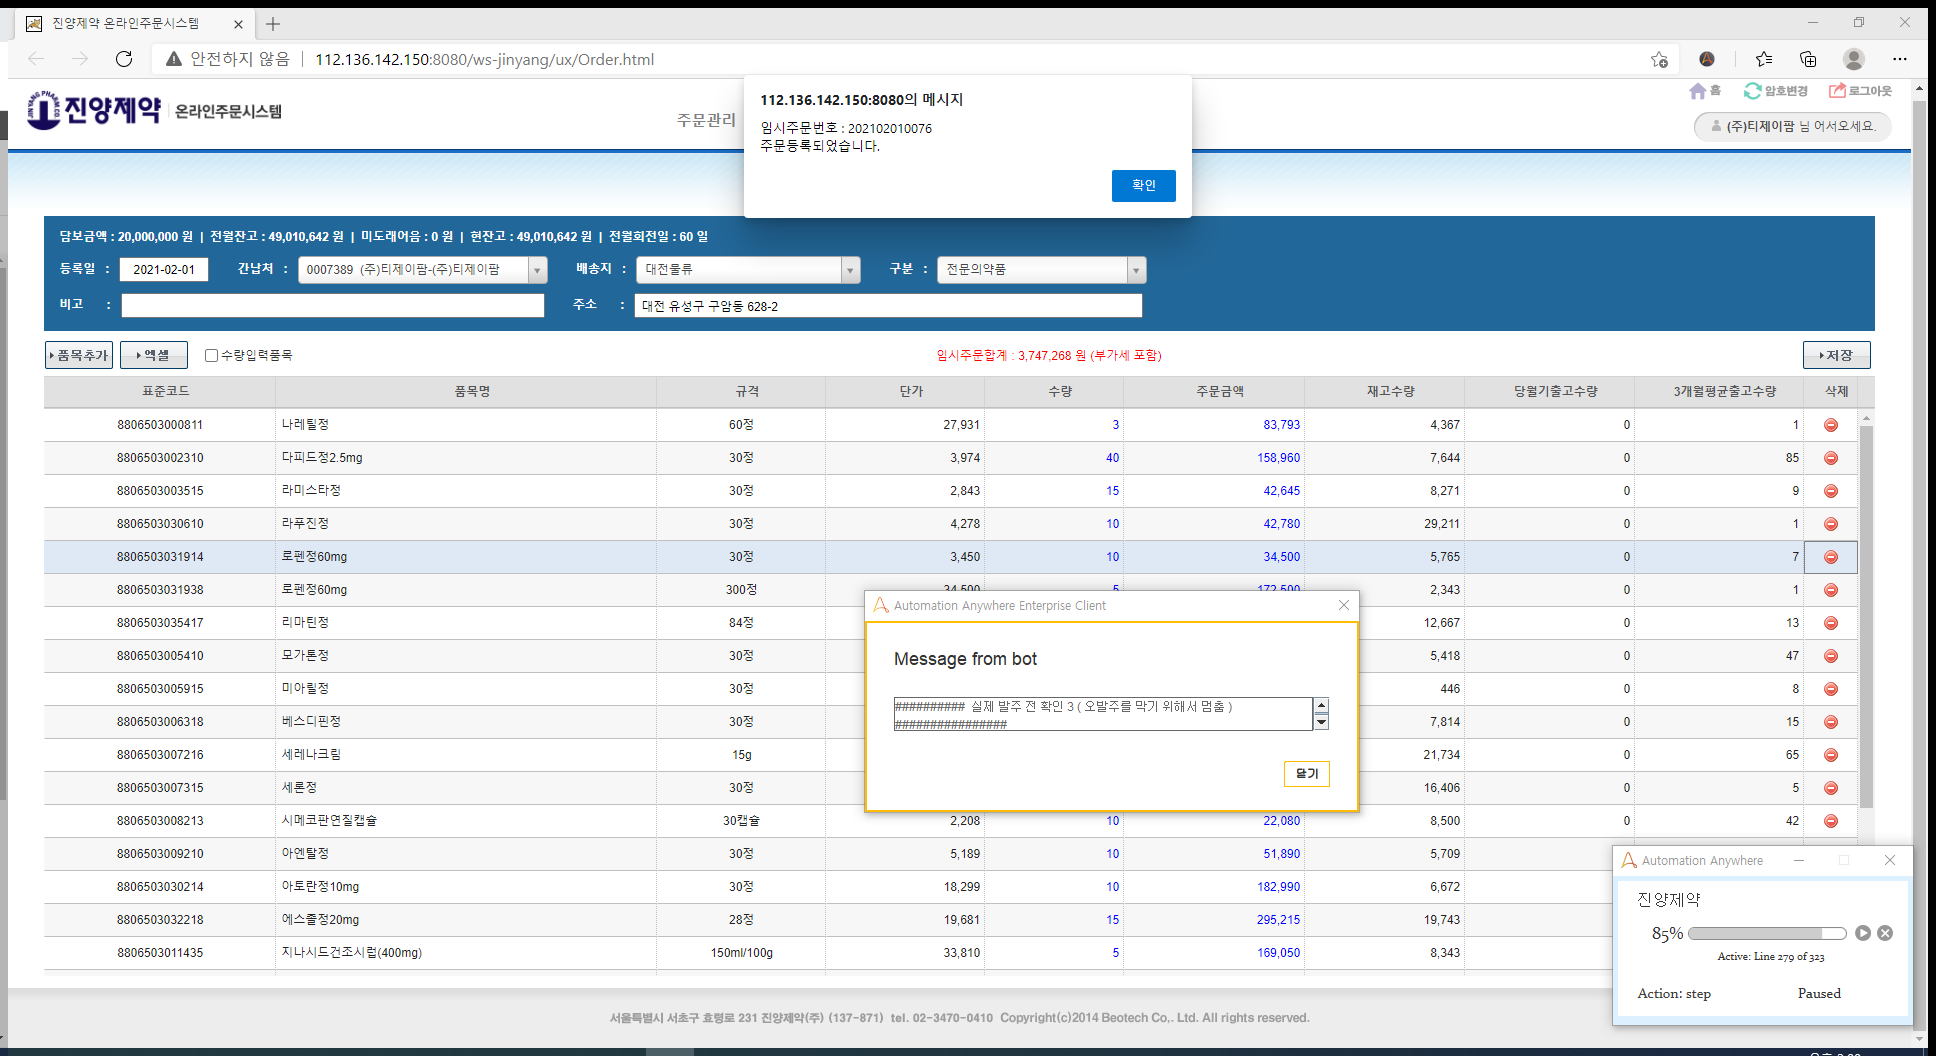 진양제약 온라인주문시스템
안전하지 않음 | 112.136.142.150:8080/ws-jinyang/ux/Order.html
진양제약 온라인주문시스템
주문관리
홈 암호변경 로그아웃
(주)티제이팜 님 어서오세요.
112.136.142.150:8080의 메시지
임시주문번호 : 202102010076
주문등록되었습니다.
확인
담보금액 : 20,000,000 원 | 전월잔고 : 49,010,642 원 | 미도래어음 : 0 원 | 현잔고 : 49,010,642 원 | 전월회전일 : 60 일
등록일 : 2021-02-01 간납처 : 0007389 (주)티제이팜-(주)티제이팜 배송지 : 대전물류 구분 : 전문의약품
비고 : 주소 : 대전 유성구 구암동 628-2
품목추가 엑셀 수량입력품목 임시주문합계 : 3,747,268 원 (부가세 포함) 저장
표준코드 품목명 규격 단가 수량 주문금액 재고수량 당월기출고수량 3개월평균출고수량 삭제
8806503000811 나레틸정 60정 27,931 3 83,793 4,367 0 1
8806503002310 다피드정2.5mg 30정 3,974 40 158,960 7,644 0 85
8806503003515 라미스타정 30정 2,843 15 42,645 8,271 0 9
8806503030610 라푸진정 30정 4,278 10 42,780 29,211 0 1
8806503031914 로펜정60mg 30정 3,450 10 34,500 5,765 0 7
8806503031938 로펜정60mg 300정 34,500 5 172,500 2,343 0 1
8806503035417 리마틴정 84정 12,667 0 13
8806503005410 모가톤정 30정 5,418 0 47
8806503005915 미아릴정 30정 446 0 8
8806503006318 베스디핀정 30정 7,814 0 15
8806503007216 세레나크림 15g 21,734 0 65
8806503007315 세론정 30정 16,406 0 5
8806503008213 시메코판연질캡슐 30캡슐 2,208 10 22,080 8,500 0 42
8806503009210 아엔탈정 30정 5,189 10 51,890 5,709
8806503030214 아토란정10mg 30정 18,299 10 182,990 6,672
8806503032218 에스졸정20mg 28정 19,681 15 295,215 19,743
8806503011435 지나시드건조시럽(400mg) 150ml/100g 33,810 5 169,050 8,343
Automation Anywhere Enterprise Client
Message from bot
########## 실제 발주 전 확인 3 ( 오발주를 막기 위해서 멈춤 )
################
닫기
Automation Anywhere
진양제약
85%
Active: Line 279 of 323
Action: step Paused
서울특별시 서초구 효령로 231 진양제약(주) (137-871) tel. 02-3470-0410 Copyright(c)2014 Beotech Co,. Ltd. All rights reserved.